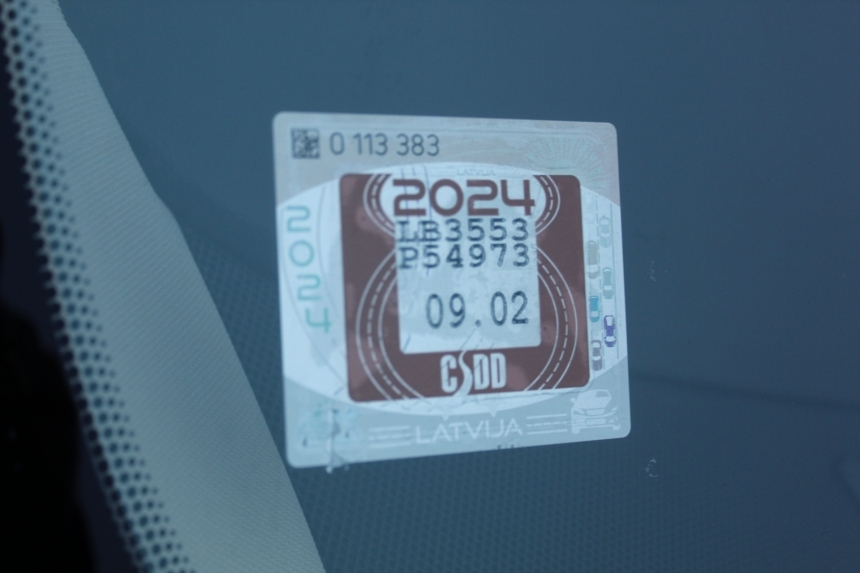 0 113 383
LATVIJA
2024
2024
LB3553
P54973
09.02
CSDD
LATVIJA